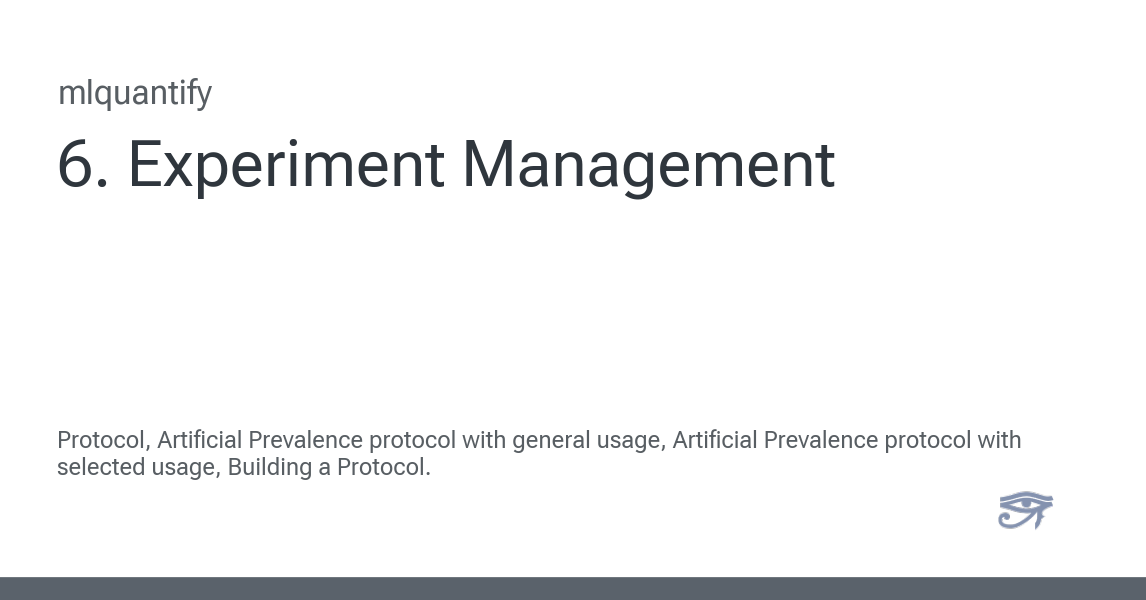 mlquantify
6. Experiment Management
Protocol, Artificial Prevalence protocol with general usage, Artificial Prevalence protocol with
selected usage, Building a Protocol.